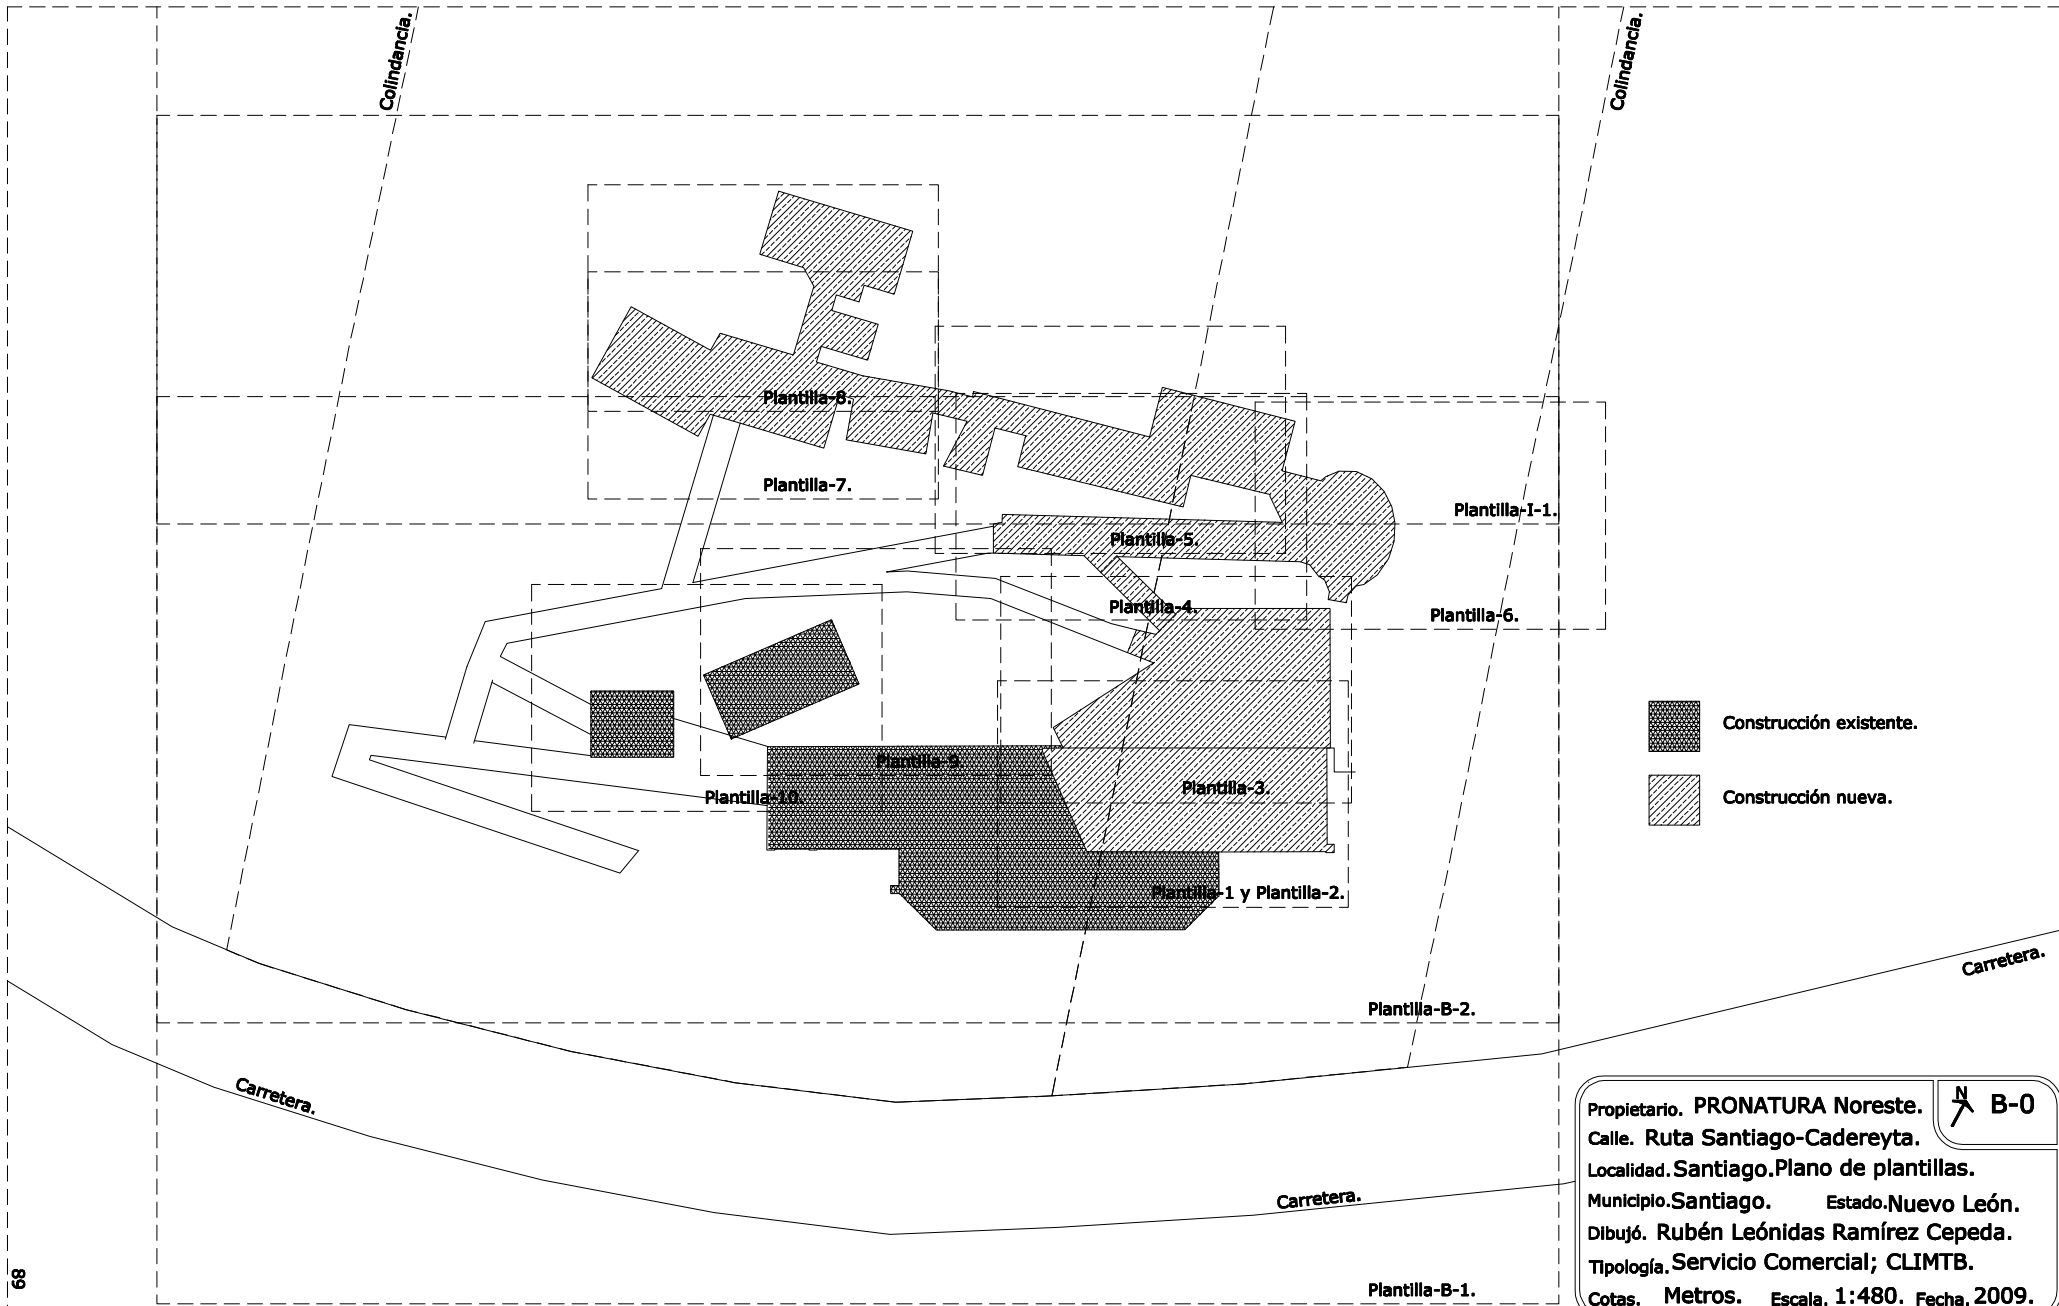 Colindancia.
Colindancia.
Plantilla-8.
Plantilla-7.
Plantilla-I-1.
Plantilla-5.
Plantilla-4.
Plantilla-6.
Construcción existente.
Plantilla-9.
Plantilla-3.
Plantilla-10.
Construcción nueva.
Plantilla-1 y Plantilla-2.
Carretera.
Plantilla-B-2.
Carretera.
Carretera.
Plantilla-B-1.
89
N B-0
Propietario. PRONATURA Noreste.
Calle. Ruta Santiago-Cadereyta.
Localidad. Santiago. Plano de plantillas.
Municipio. Santiago. Estado. Nuevo León.
Dibujó. Rubén Leónidas Ramírez Cepeda.
Tipología. Servicio Comercial; CLIMTB.
Cotas. Metros. Escala. 1:480. Fecha. 2009.